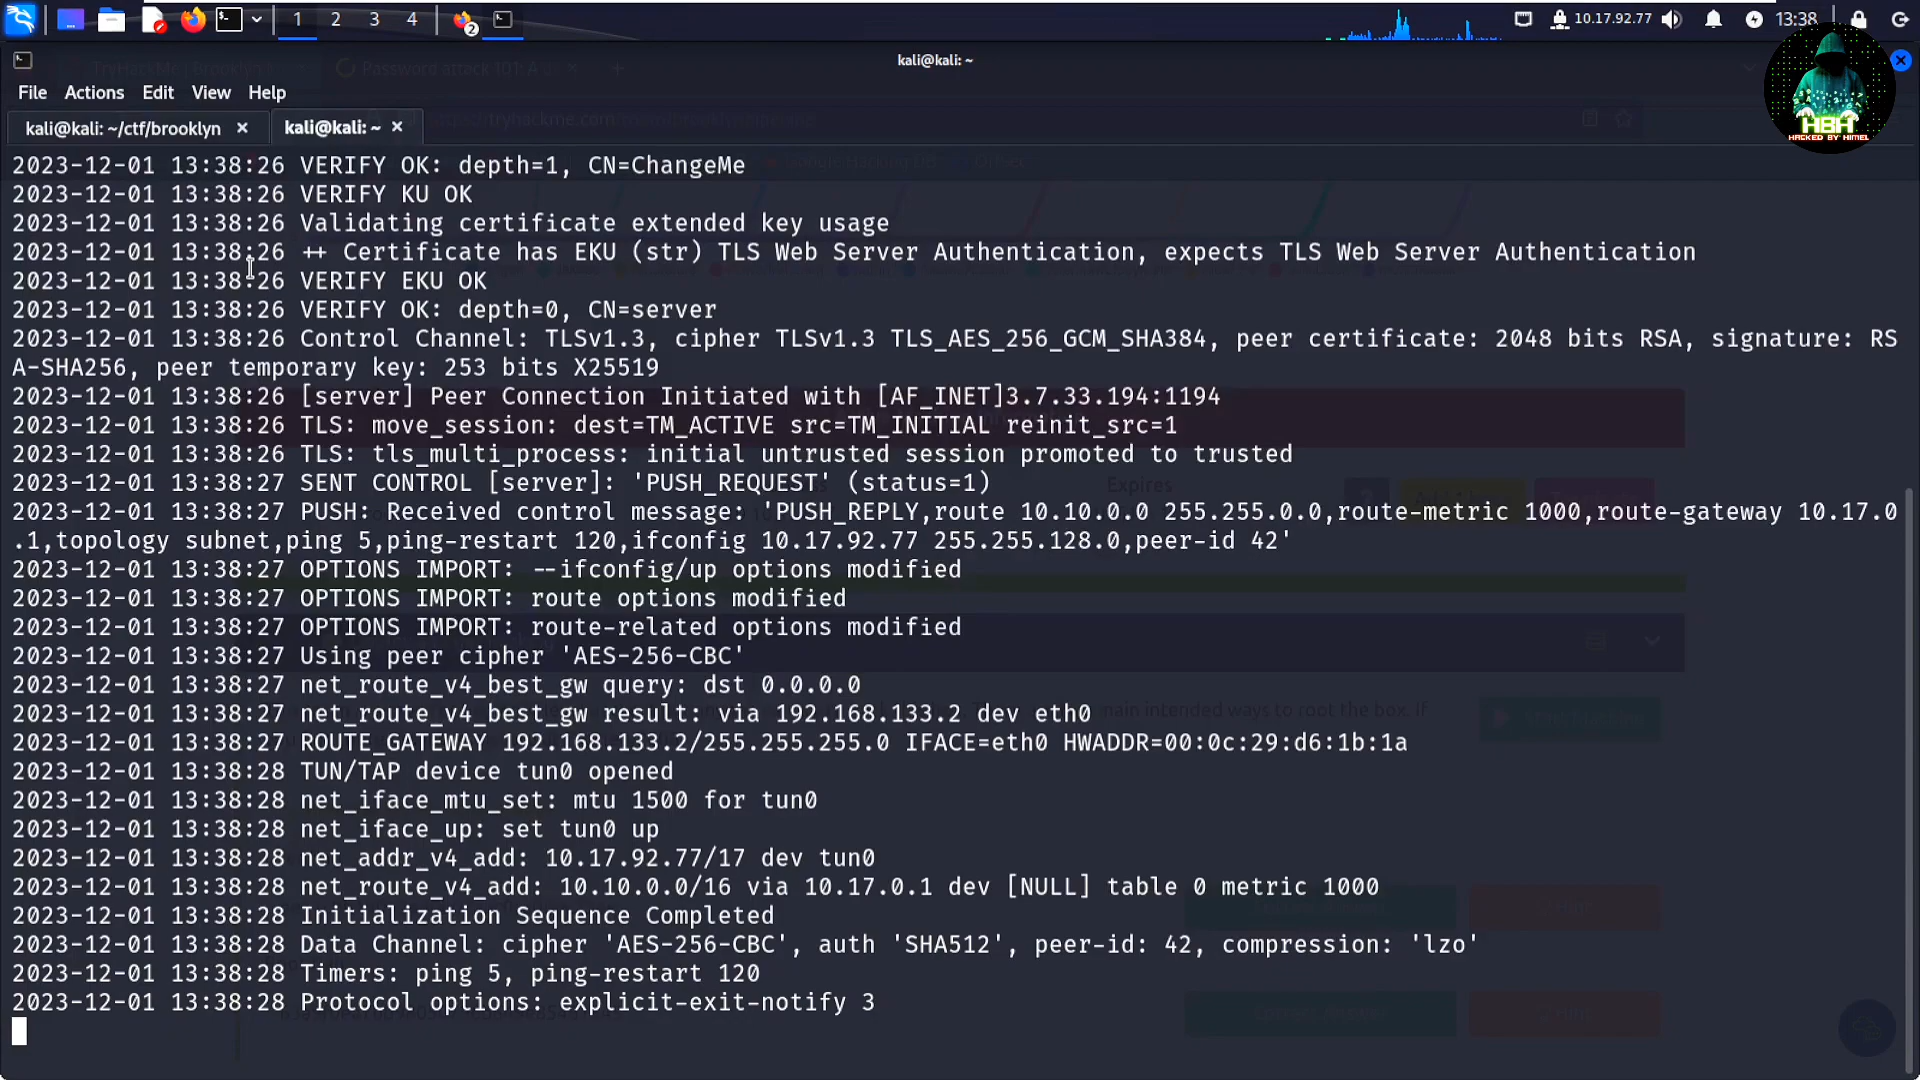 1 2 3 4 2 10.17.92.77 13:38
kali@kali: ~
File Actions Edit View Help
kali@kali: ~/ctf/brooklyn × kali@kali: ~ ×
HBH
HACKED BY HIMEL
2023-12-01 13:38:26 VERIFY OK: depth=1, CN=ChangeMe
2023-12-01 13:38:26 VERIFY KU OK
2023-12-01 13:38:26 Validating certificate extended key usage
2023-12-01 13:38:26 ++ Certificate has EKU (str) TLS Web Server Authentication, expects TLS Web Server Authentication
2023-12-01 13:38:26 VERIFY EKU OK
2023-12-01 13:38:26 VERIFY OK: depth=0, CN=server
2023-12-01 13:38:26 Control Channel: TLSv1.3, cipher TLSv1.3 TLS_AES_256_GCM_SHA384, peer certificate: 2048 bits RSA, signature: RS
A-SHA256, peer temporary key: 253 bits X25519
2023-12-01 13:38:26 [server] Peer Connection Initiated with [AF_INET]3.7.33.194:1194
2023-12-01 13:38:26 TLS: move_session: dest=TM_ACTIVE src=TM_INITIAL reinit_src=1
2023-12-01 13:38:26 TLS: tls_multi_process: initial untrusted session promoted to trusted
2023-12-01 13:38:27 SENT CONTROL [server]: 'PUSH_REQUEST' (status=1)
2023-12-01 13:38:27 PUSH: Received control message: 'PUSH_REPLY,route 10.10.0.0 255.255.0.0,route-metric 1000,route-gateway 10.17.0
.1,topology subnet,ping 5,ping-restart 120,ifconfig 10.17.92.77 255.255.128.0,peer-id 42'
2023-12-01 13:38:27 OPTIONS IMPORT: --ifconfig/up options modified
2023-12-01 13:38:27 OPTIONS IMPORT: route options modified
2023-12-01 13:38:27 OPTIONS IMPORT: route-related options modified
2023-12-01 13:38:27 Using peer cipher 'AES-256-CBC'
2023-12-01 13:38:27 net_route_v4_best_gw query: dst 0.0.0.0
2023-12-01 13:38:27 net_route_v4_best_gw result: via 192.168.133.2 dev eth0
2023-12-01 13:38:27 ROUTE_GATEWAY 192.168.133.2/255.255.255.0 IFACE=eth0 HWADDR=00:0c:29:d6:1b:1a
2023-12-01 13:38:28 TUN/TAP device tun0 opened
2023-12-01 13:38:28 net_iface_mtu_set: mtu 1500 for tun0
2023-12-01 13:38:28 net_iface_up: set tun0 up
2023-12-01 13:38:28 net_addr_v4_add: 10.17.92.77/17 dev tun0
2023-12-01 13:38:28 net_route_v4_add: 10.10.0.0/16 via 10.17.0.1 dev [NULL] table 0 metric 1000
2023-12-01 13:38:28 Initialization Sequence Completed
2023-12-01 13:38:28 Data Channel: cipher 'AES-256-CBC', auth 'SHA512', peer-id: 42, compression: 'lzo'
2023-12-01 13:38:28 Timers: ping 5, ping-restart 120
2023-12-01 13:38:28 Protocol options: explicit-exit-notify 3